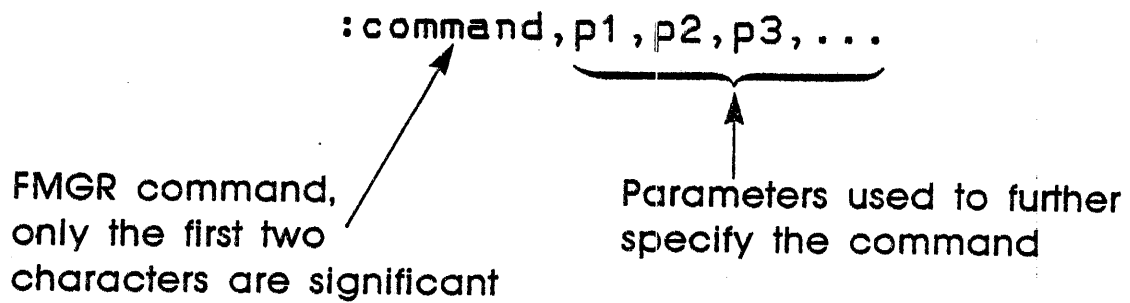 :command,p1,p2,p3,...
FMGR command,
only the first two
characters are significant
Parameters used to further
specify the command